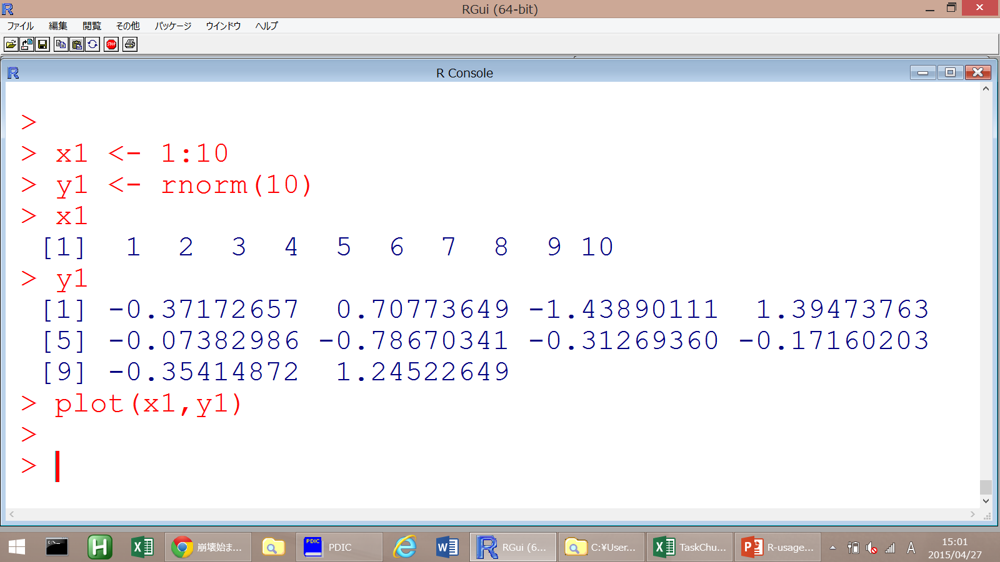 RGui (64-bit)
ファイル 編集 閲覧 その他 パッケージ ウインドウ ヘルプ
STOP
R Console
>
> x1 <- 1:10
> y1 <- rnorm(10)
> x1
[1] 1 2 3 4 5 6 7 8 9 10
> y1
[1] -0.37172657 0.70773649 -1.43890111 1.39473763
[5] -0.07382986 -0.78670341 -0.31269360 -0.17160203
[9] -0.35414872 1.24522649
> plot(x1,y1)
>
>
崩壊始ま... PDIC PDIC RGui (6... C:¥User... TaskChu... R-usage... A 15:01
2015/04/27